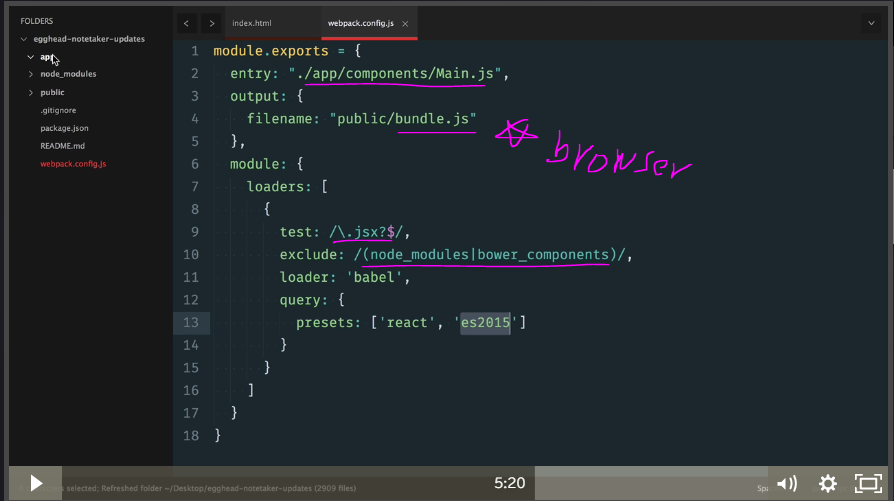 FOLDERS
egghead-notetaker-updates
app
node_modules
public
.gitignore
package.json
README.md
webpack.config.js
index.html
webpack.config.js
1 module.exports = {
2 entry: "./app/components/Main.js",
3 output: {
4 filename: "public/bundle.js"
5 },
6 module: {
7 loaders: [
8 {
9 test: /\.jsx?$/,
10 exclude: /(node_modules|bower_components)/,
11 loader: 'babel',
12 query: {
13 presets: ['react', 'es2015']
14 }
15 }
16 ]
17 }
18 }
browser
selected; Refreshed folder ~/Desktop/egghead-notetaker-updates (2909 files)
5:20